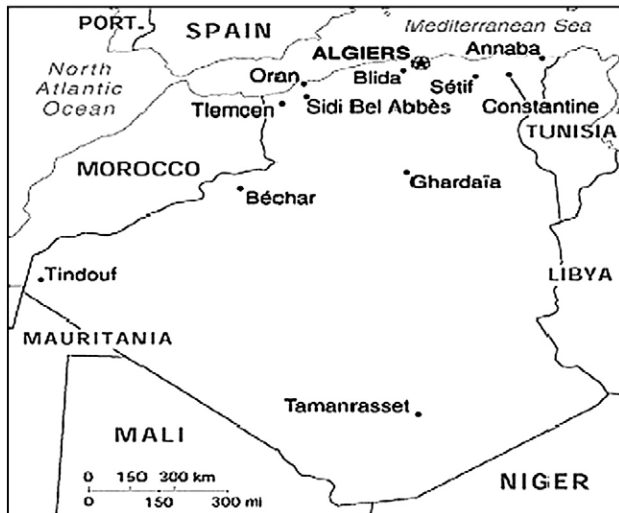 PORT.
SPAIN
Mediterranean Sea
ALGIERS
Annaba
North
Atlantic
Ocean
Oran
Blida
Sétif
Tlemcen
Sidi Bel Abbès
Constantine
TUNISIA
MOROCCO
Béchar
Ghardaïa
Tindouf
LIBYA
MAURITANIA
Tamanrasset
MALI
NIGER
0 150 300 km
0 150 300 mi